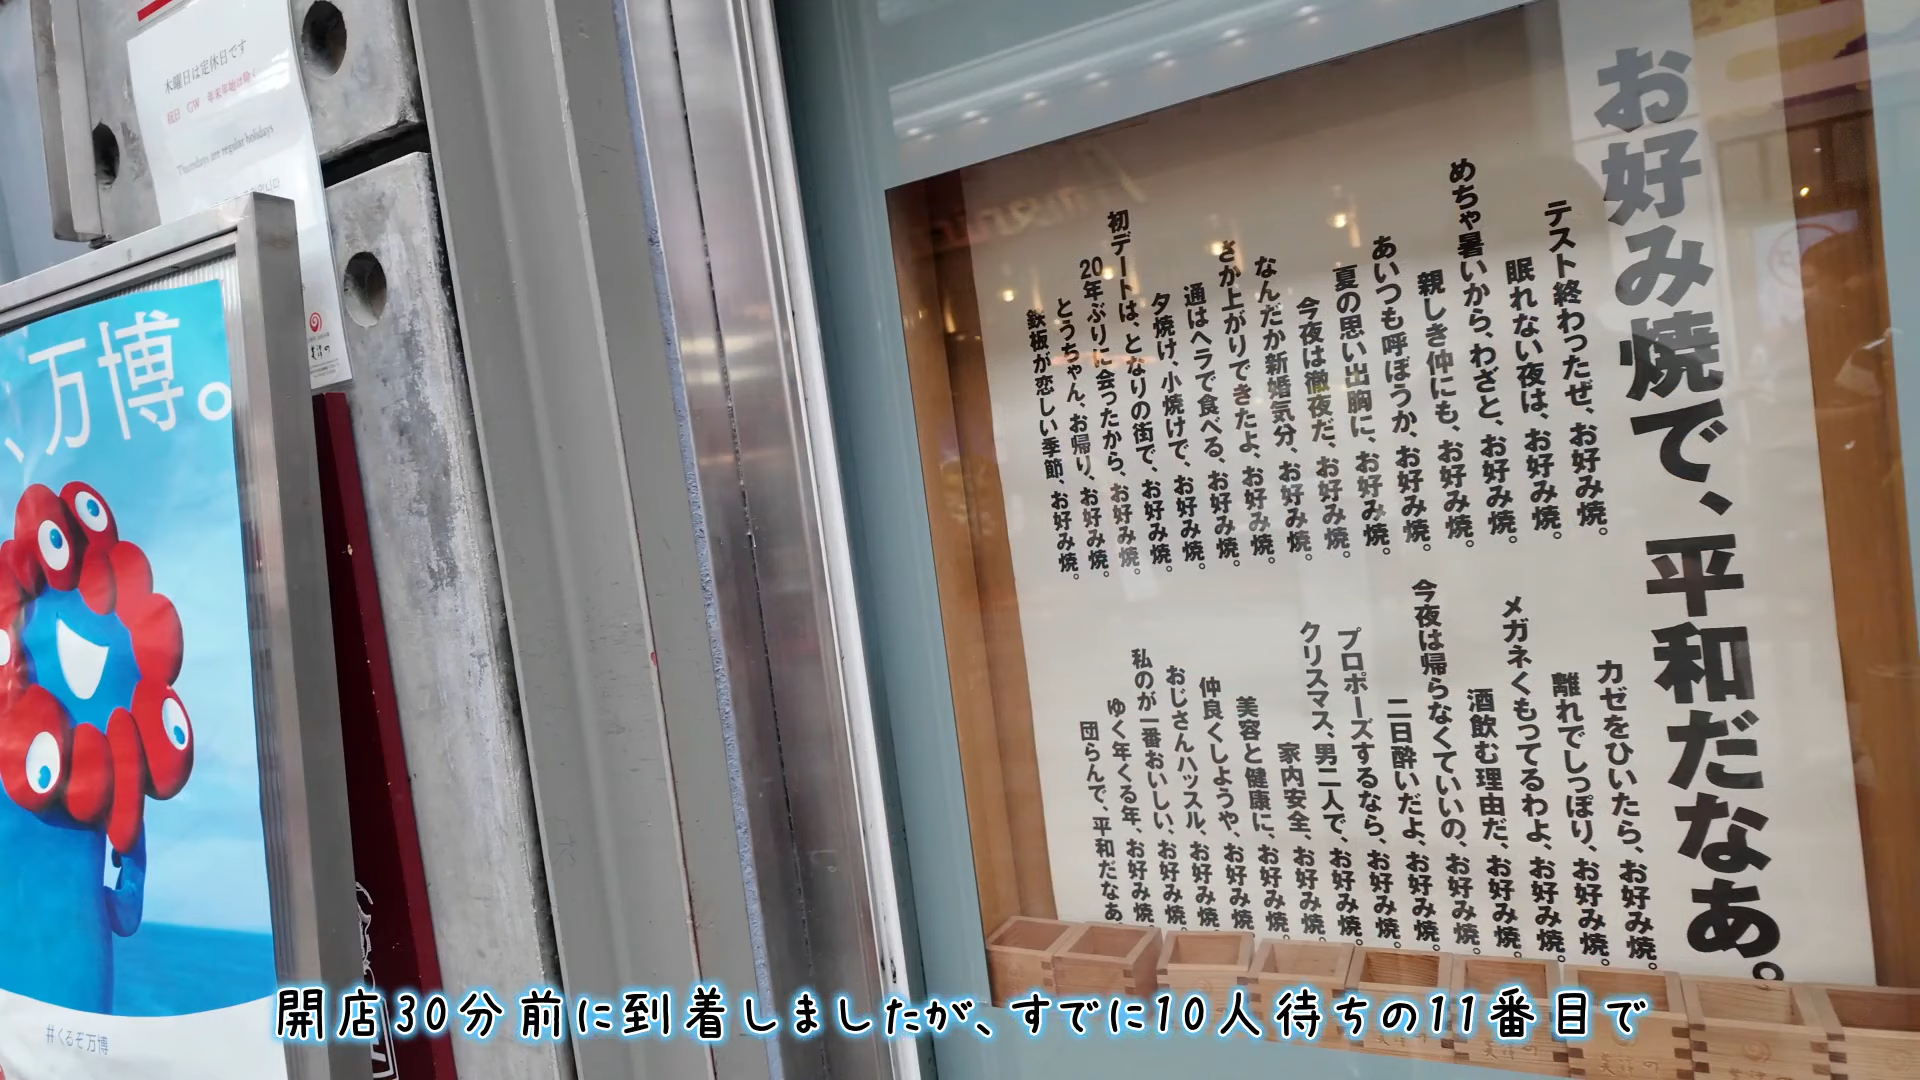 木曜日は定休日です
祝日 GW 年末年始は除く
Thursdays are regular holidays
、万博。
#くるぞ万博
美津の
お好み焼で、平和だなあ。
テスト終わったぜ、お好み焼。
眠れない夜は、お好み焼。
めちゃ暑いから、わざと、お好み焼。
親しき仲にも、お好み焼。
あいつも呼ぼうか、お好み焼。
夏の思い出胸に、お好み焼。
今夜は徹夜だ、お好み焼。
なんだか新婚気分、お好み焼。
さか上がりできたよ、お好み焼。
通はヘラで食べる、お好み焼。
夕焼け、小焼けで、お好み焼。
初デートは、となりの街で、お好み焼。
20年ぶりに会ったから、お好み焼。
とうちゃん、お帰り、お好み焼。
鉄板が恋しい季節、お好み焼。
カゼをひいたら、お好み焼。
離れでしっぽり、お好み焼。
メガネくもってるわよ、お好み焼。
酒飲む理由だ、お好み焼。
今夜は帰らなくていいの、お好み焼。
二日酔いだよ、お好み焼。
プロポーズするなら、お好み焼。
クリスマス、男二人で、お好み焼。
家内安全、お好み焼。
美容と健康に、お好み焼。
仲良くしようや、お好み焼。
おじさんハッスル、お好み焼。
私のが一番おいしい、お好み焼。
ゆく年くる年、お好み焼。
団らんで、平和だなあ
開店30分前に到着しましたが、すでに10人待ちの11番目で